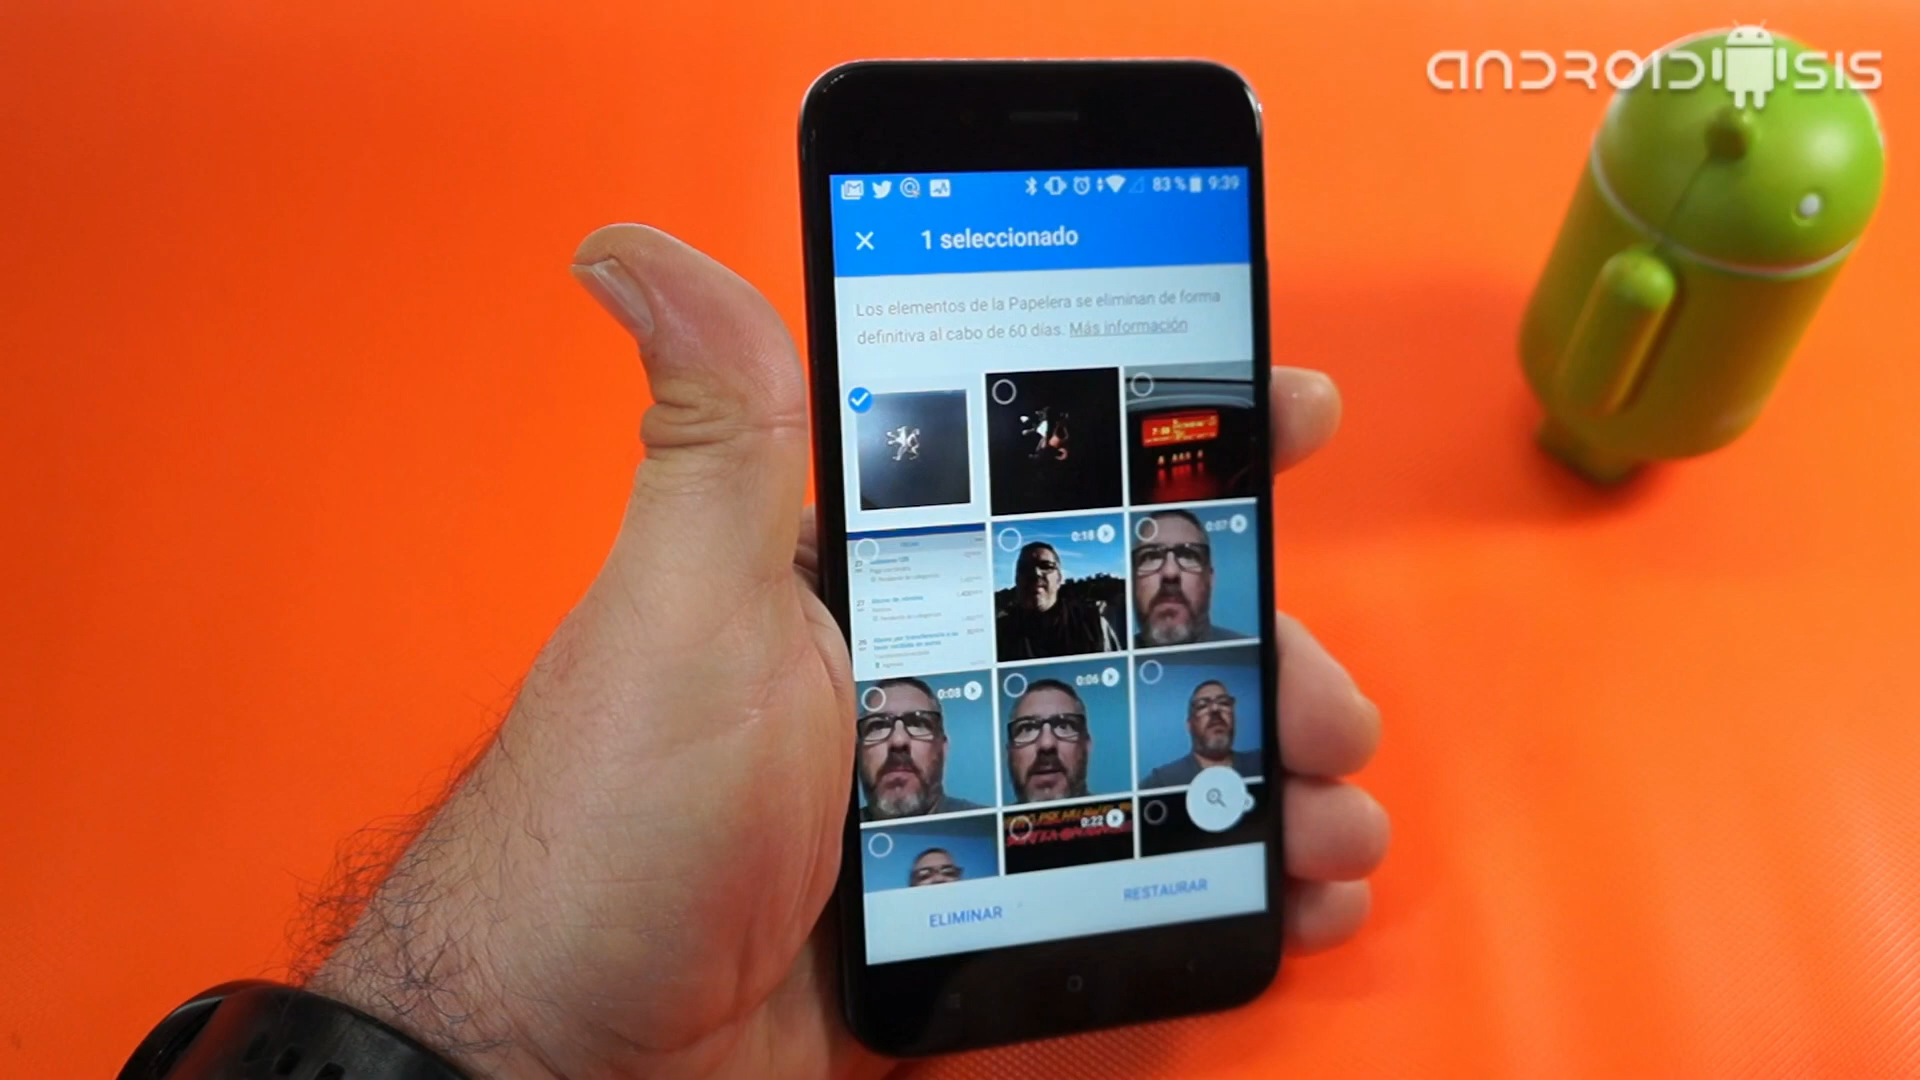 ANDROIDSIS
83 % 9:39
1 seleccionado
Los elementos de la Papelera se eliminan de forma
definitiva al cabo de 60 días. Más información
0:18
0:07
0:08
0:06
0:22
ELIMINAR
RESTAURAR